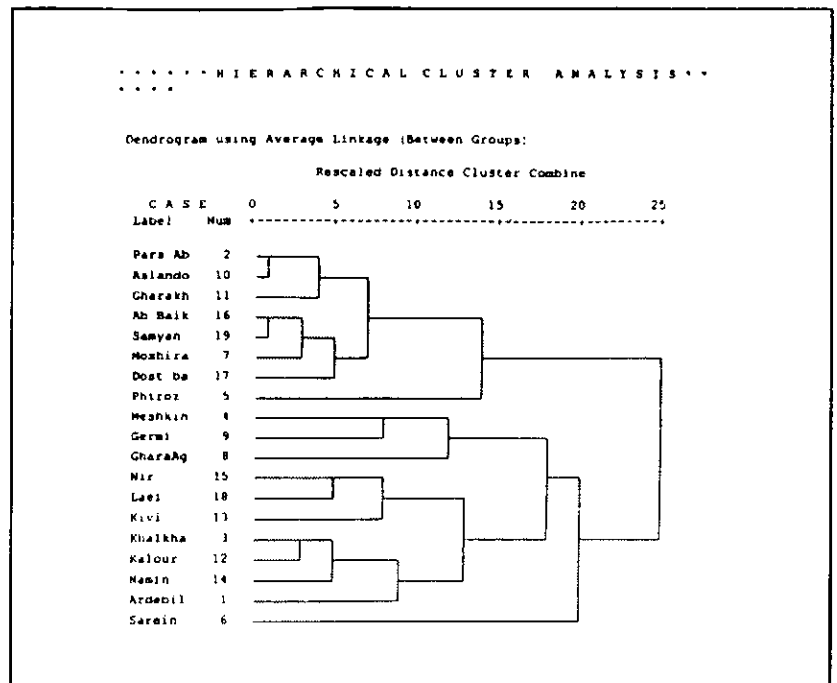 * * * * * * H I E R A R C H I C A L  C L U S T E R  A N A L Y S I S * *
* * * *
Dendrogram using Average Linkage (Between Groups)
Rescaled Distance Cluster Combine
C A S E 0 5 10 15 20 25
Label Num
Pars Ab 2
Aslando 10
Gharakh 11
Ab Baik 16
Samyan 19
Moshira 7
Dost ba 17
Phiroz 5
Meshkin 4
Germi 9
GharaAg 8
Nir 15
Laei 18
Kivi 13
Khalkha 3
Kalour 12
Namin 14
Ardebil 1
Sarein 6